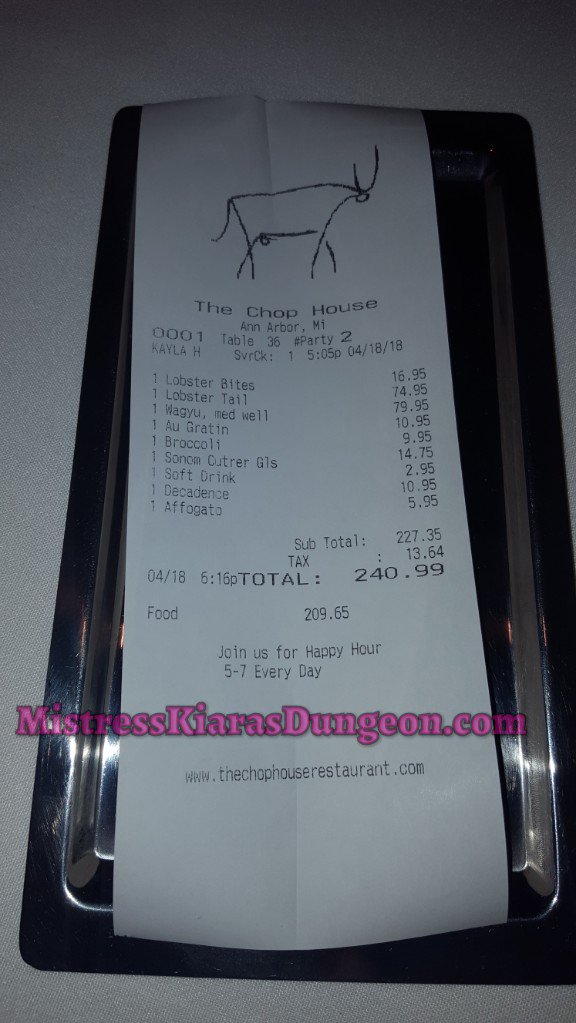 The Chop House
Ann Arbor, Mi
0001 Table 36 #Party 2
KAYLA H SvrCk: 1 5:05p 04/18/18
1 Lobster Bites 16.95
1 Lobster Tail 74.95
1 Wagyu, med well 79.95
1 Au Gratin 10.95
1 Broccoli 9.95
1 Sonom Cutrer Gls 14.75
1 Soft Drink 2.95
1 Decadence 10.95
1 Affogato 5.95
Sub Total: 227.35
TAX : 13.64
04/18 6:16pTOTAL: 240.99
Food 209.65
Join us for Happy Hour
5-7 Every Day
MistressKiarasDungeon.com
www.thechophouserestaurant.com